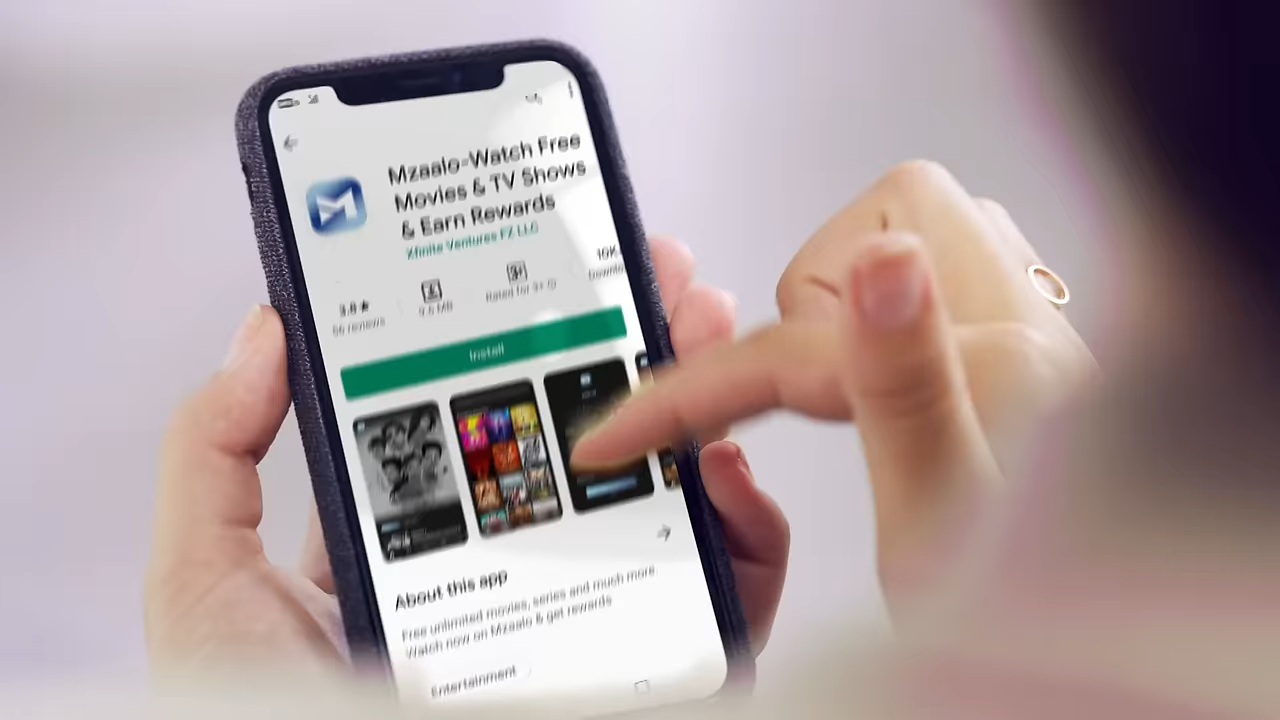 Mzaalo-Watch Free
Movies & TV Shows
& Earn Rewards
Xfinite Ventures FZ LLC
3.8★
56 reviews
9.6 MB
3+
Rated for 3+
10K
Downlo
Install
About this app
Free unlimited movies, series and much more.
Watch now on Mzaalo & get rewards
Entertainment